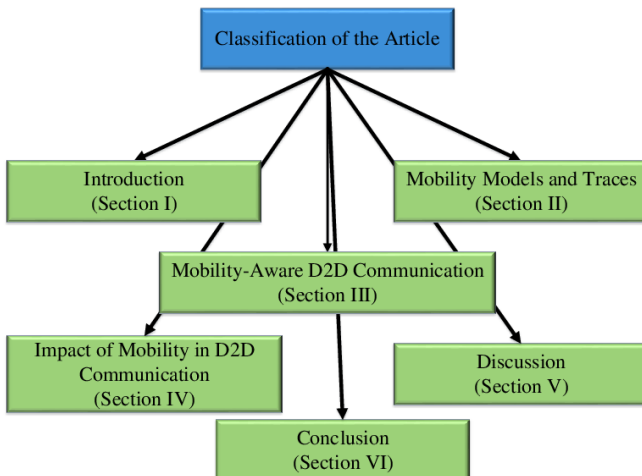 Classification of the Article
Introduction
(Section I)
Mobility Models and Traces
(Section II)
Mobility-Aware D2D Communication
(Section III)
Impact of Mobility in D2D
Communication
(Section IV)
Discussion
(Section V)
Conclusion
(Section VI)